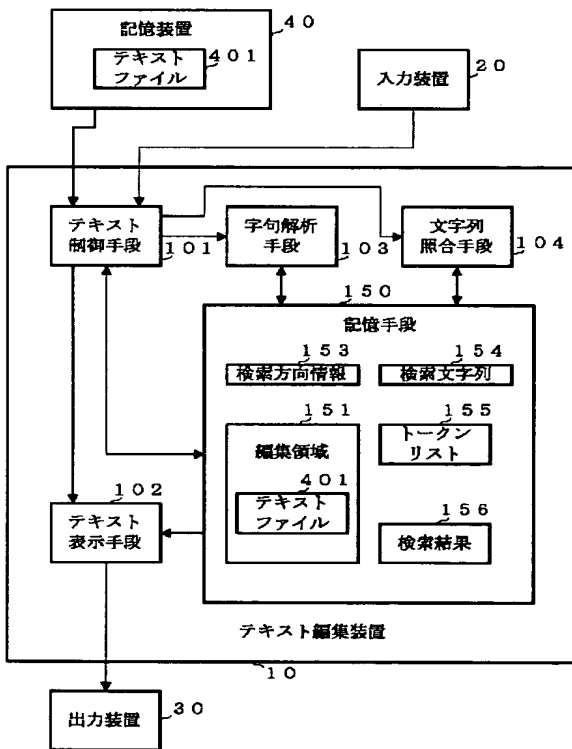 記憶装置
40
テキスト
ファイル
401
入力装置
20
テキスト
制御手段
101
字句解析
手段
103
文字列
照合手段
104
150
記憶手段
153
検索方向情報
154
検索文字列
151
編集領域
401
テキスト
ファイル
155
トークン
リスト
156
検索結果
102
テキスト
表示手段
テキスト編集装置
10
出力装置
30